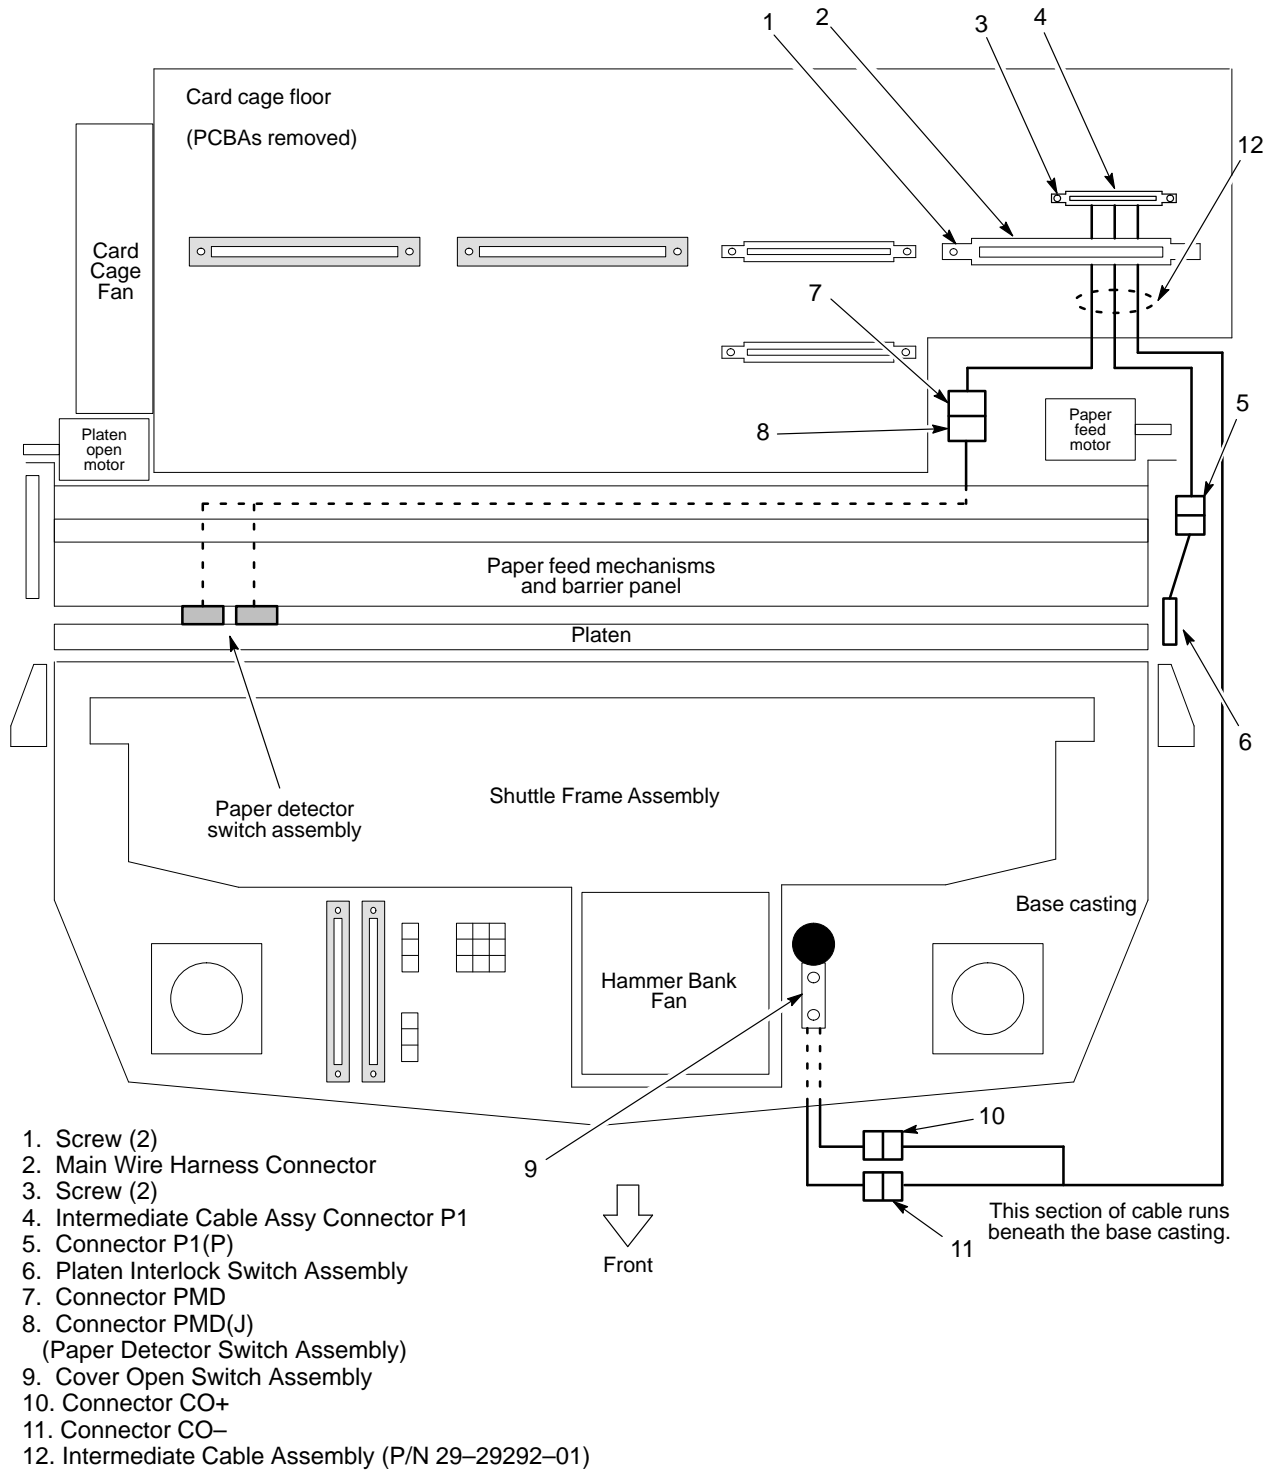 1
2
3
4
Card cage floor
(PCBAs removed)
12
Card
Cage
Fan
7
8
5
Platen
open
motor
Paper
feed
motor
Paper feed mechanisms
and barrier panel
Platen
6
Paper detector
switch assembly
Shuttle Frame Assembly
Base casting
Hammer Bank
Fan
10
9
11
This section of cable runs
beneath the base casting.
Front
1. Screw (2)
2. Main Wire Harness Connector
3. Screw (2)
4. Intermediate Cable Assy Connector P1
5. Connector P1(P)
6. Platen Interlock Switch Assembly
7. Connector PMD
8. Connector PMD(J)
(Paper Detector Switch Assembly)
9. Cover Open Switch Assembly
10. Connector CO+
11. Connector CO–
12. Intermediate Cable Assembly (P/N 29–29292–01)